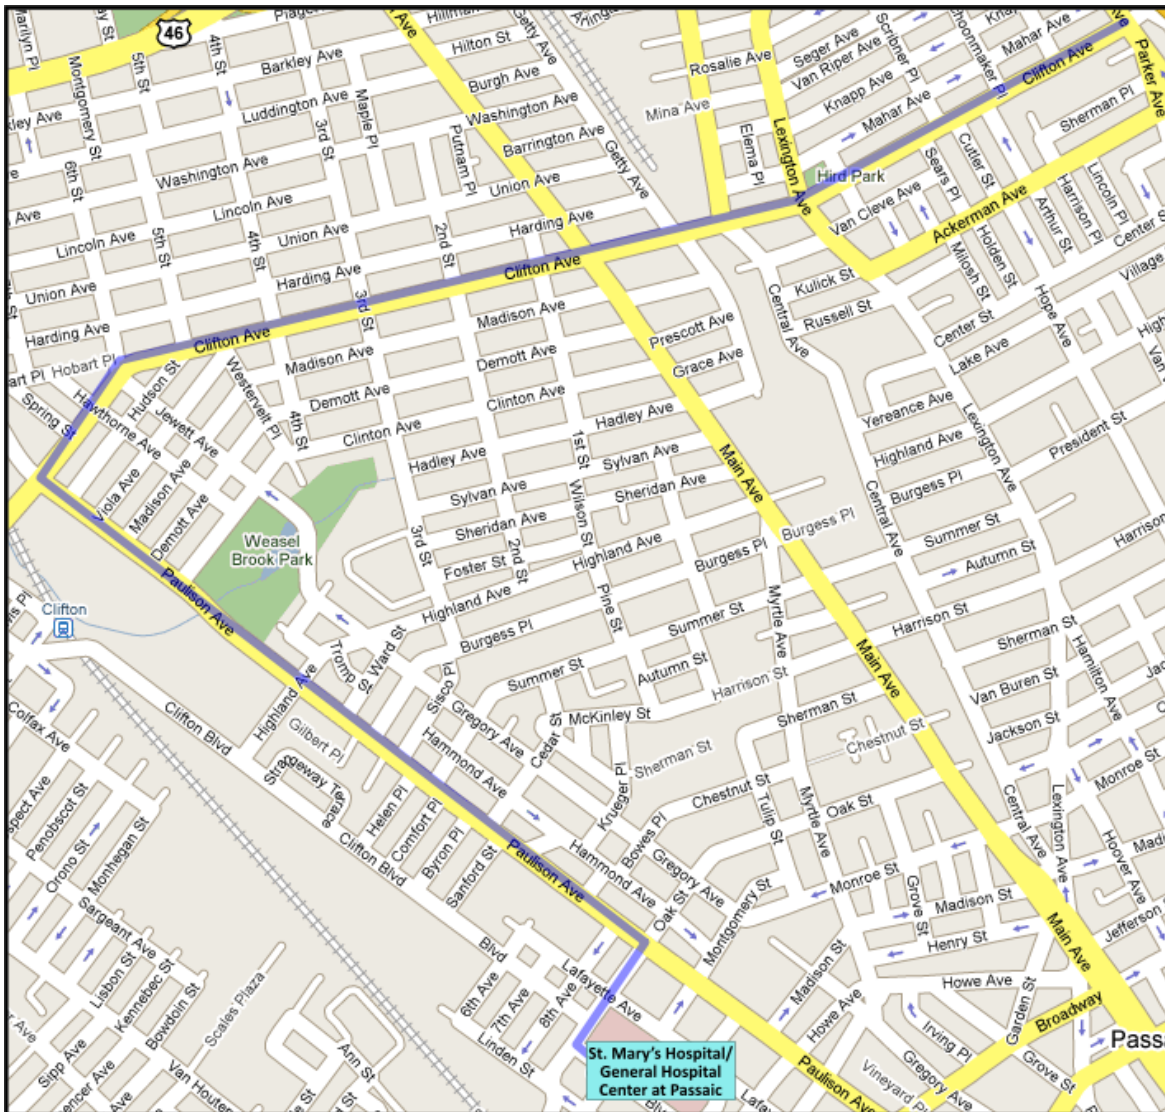 Marilyn Pl
46
5th St
4th St
Barkley Ave
Hilton St
Getty Ave
Burgh Ave
Rosalie Ave
Seger Ave
Van Riper Ave
Scribner Pl
Schoonmaker Pl
Mahar Ave
Clifton Ave
Parker Ave
Montgomery St
Luddington Ave
3rd St
Maple Pl
Washington Ave
Mina Ave
Knapp Ave
Mahar Ave
Sherman Pl
Barrington Ave
Getty Ave
Elema Pl
Lexington Ave
6th St
Washington Ave
Putnam Pl
Union Ave
Hird Park
Sears Pl
Cutler St
Lincoln Pl
Harrison Pl
Lincoln Ave
Van Cleve Ave
Ackerman Ave
Arthur St
Center St
Lincoln Ave
5th St
4th St
Union Ave
2nd St
Harding Ave
Milosh St
Holden St
Village
Union Ave
Harding Ave
Clifton Ave
Kulick St
Hope Ave
Harding Ave
3rd St
Madison Ave
Central Ave
Russell St
Center St
Clifton Ave
Prescott Ave
Lake Ave
Hobart Pl
Madison Ave
Demott Ave
Grace Ave
Hudson St
Westervelt Pl
Demott Ave
Clinton Ave
Hadley Ave
Yereance Ave
Spring St
Hawthorne Ave
Jewett Ave
4th St
Clinton Ave
1st St
Lexington Ave
President St
Hadley Ave
Sylvan Ave
Main Ave
Highland Ave
Viola Ave
Madison Ave
Sylvan Ave
Wilson St
Sheridan Ave
Burgess Pl
Demott Ave
Weasel
Brook Park
3rd St
Sheridan Ave
2nd St
Burgess Pl
Central Ave
Summer St
Harrison
Foster St
Highland Ave
Burgess Pl
Autumn St
Paulison Ave
Clifton
Highland Ave
Pine St
Myrtle Ave
Burgess Pl
Summer St
Harrison St
Tromp St
Ward St
Main Ave
Sherman St
Hamilton Ave
Highland Ave
Sisco Pl
Summer St
Autumn St
Harrison St
Van Buren St
Colfax Ave
Clifton Blvd
Gilbert Pl
Gregory Ave
Cedar St
McKinley St
Sherman St
Jackson St
Strangeway Terrace
Hammond Ave
Sherman St
Chestnut St
Monroe St
Penobscot St
Helen Pl
Comfort Pl
Krueger Pl
Chestnut St
Tulip St
Oak St
Central Ave
Lexington Ave
Orono St
Monhegan St
Clifton Blvd
Byron Pl
Sanford St
Paulison Ave
Bowes Pl
Myrtle Ave
Hoover Ave
Hammond Ave
Gregory Ave
Monroe St
Grove St
Madison St
Sargeant Ave
Oak St
Montgomery St
Main Ave
Jefferson
Blvd
Henry St
Lisbon St
Kennebec St
Bowdoin St
Scales Plaza
6th Ave
7th Ave
8th Ave
Lafayette Ave
Madison St
Howe Ave
Garden St
Howe Ave
Broadway
Linden St
Irving Pl
Grove St
Passa
Sipp Ave
Ann St
St. Mary's Hospital/
General Hospital
Center at Passaic
Paulison Ave
Gregory Ave
Vineyard Pl
Van Houte